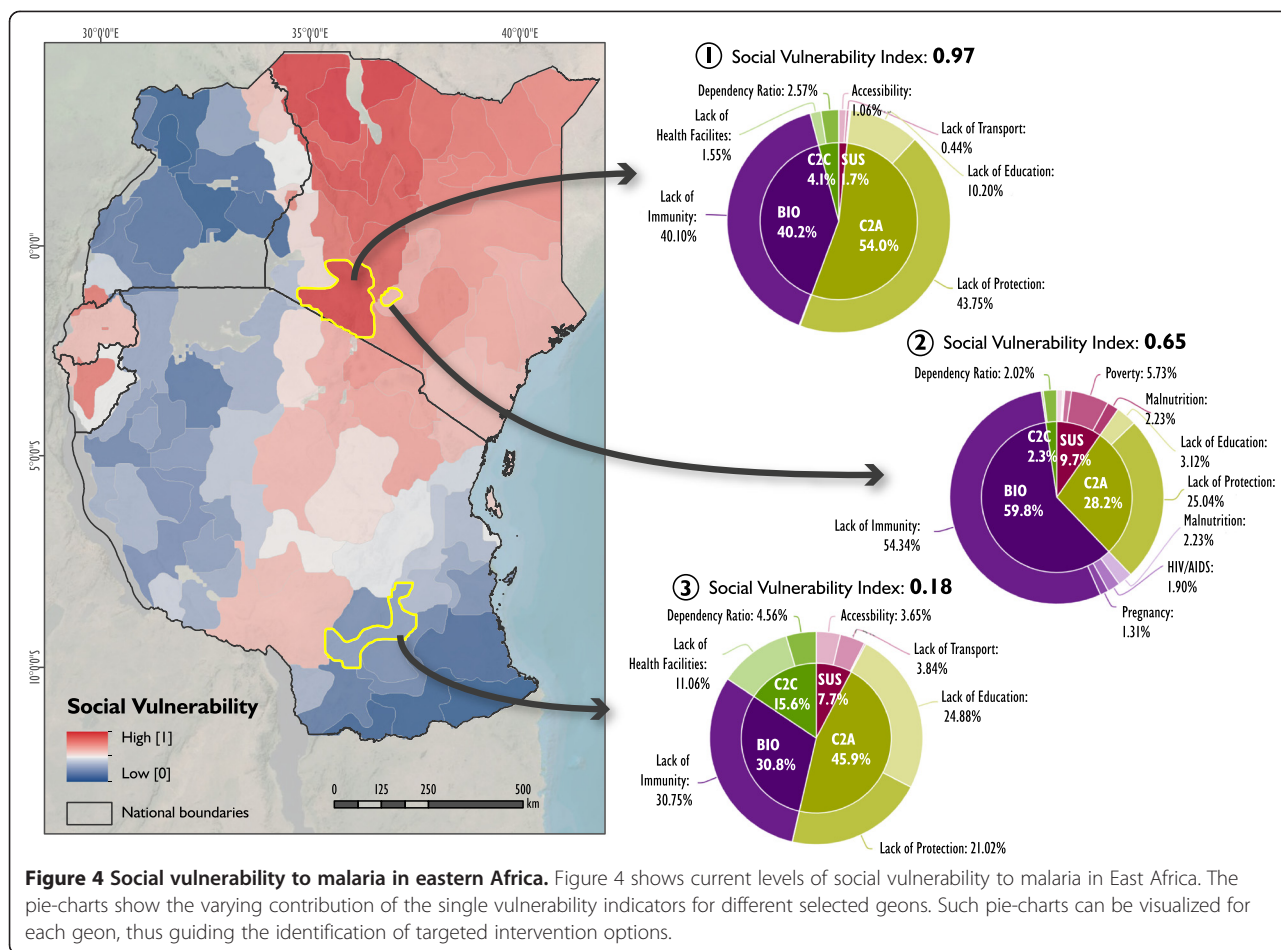 30°0'0"E
35°0'0"E
40°0'0"E
0°0'0"
5°0'0"S
10°0'0"S
Social Vulnerability
High [1]
Low [0]
National boundaries
0 125 250 500
km
1 Social Vulnerability Index: 0.97
Dependency Ratio: 2.57%
Accessibility:
1.06%
Lack of
Health Facilites:
1.55%
Lack of Transport:
0.44%
Lack of Education:
10.20%
Lack of
Immunity:
40.10%
C2C
4.1%
SUS
1.7%
BIO
40.2%
C2A
54.0%
Lack of Protection:
43.75%
2 Social Vulnerability Index: 0.65
Dependency Ratio: 2.02%
Poverty: 5.73%
Malnutrition:
2.23%
Lack of Education:
3.12%
Lack of Protection:
25.04%
Malnutrition:
2.23%
HIV/AIDS:
1.90%
Pregnancy:
1.31%
Lack of Immunity:
54.34%
C2C
2.3%
SUS
9.7%
BIO
59.8%
C2A
28.2%
3 Social Vulnerability Index: 0.18
Dependency Ratio: 4.56%
Accessbility: 3.65%
Lack of
Health Facilities:
11.06%
Lack of Transport:
3.84%
Lack of Education:
24.88%
Lack of
Immunity:
30.75%
C2C
15.6%
SUS
7.7%
BIO
30.8%
C2A
45.9%
Lack of Protection: 21.02%
Figure 4 Social vulnerability to malaria in eastern Africa. Figure 4 shows current levels of social vulnerability to malaria in East Africa. The
pie-charts show the varying contribution of the single vulnerability indicators for different selected geons. Such pie-charts can be visualized for
each geon, thus guiding the identification of targeted intervention options.